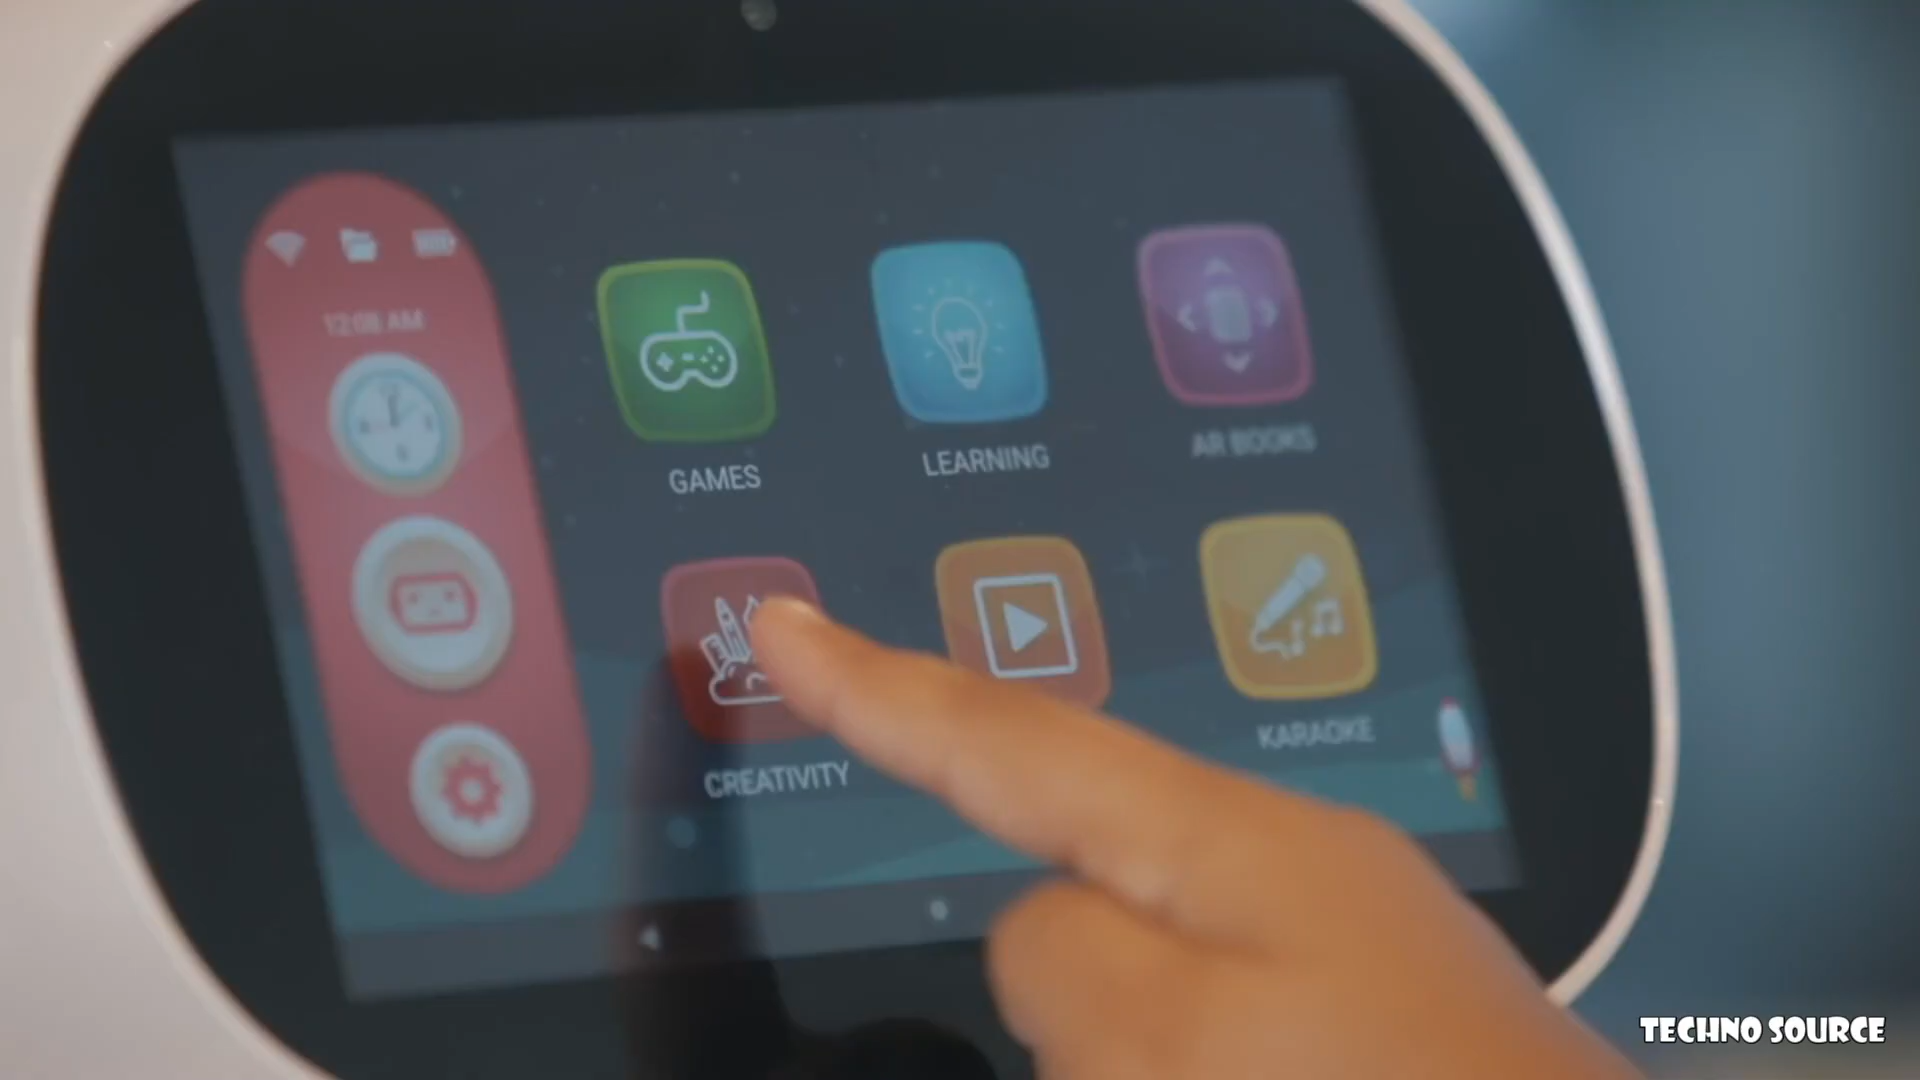 12:08 AM
GAMES
LEARNING
AR BOOKS
CREATIVITY
KARAOKE
TECHNO SOURCE